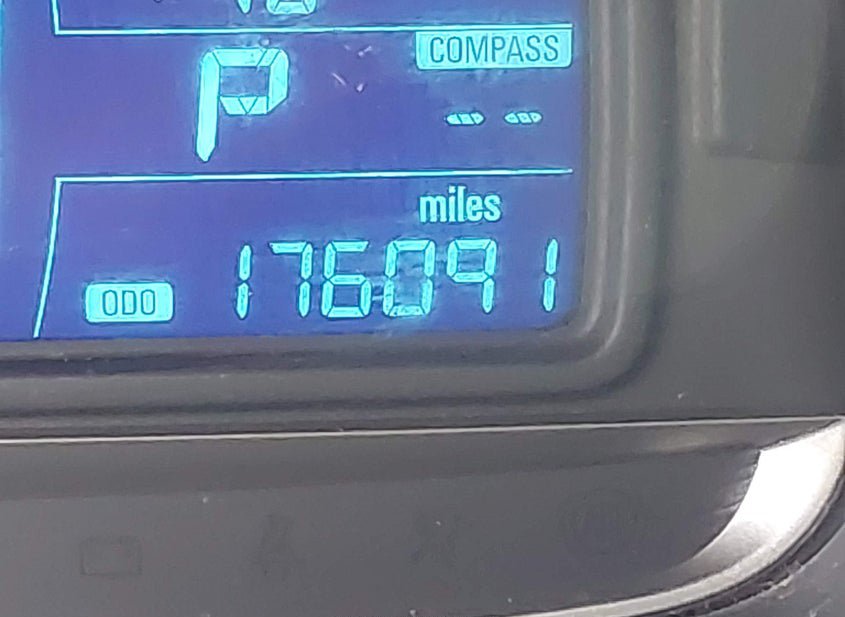 COMPASS
P
-- --
miles
ODO 176091